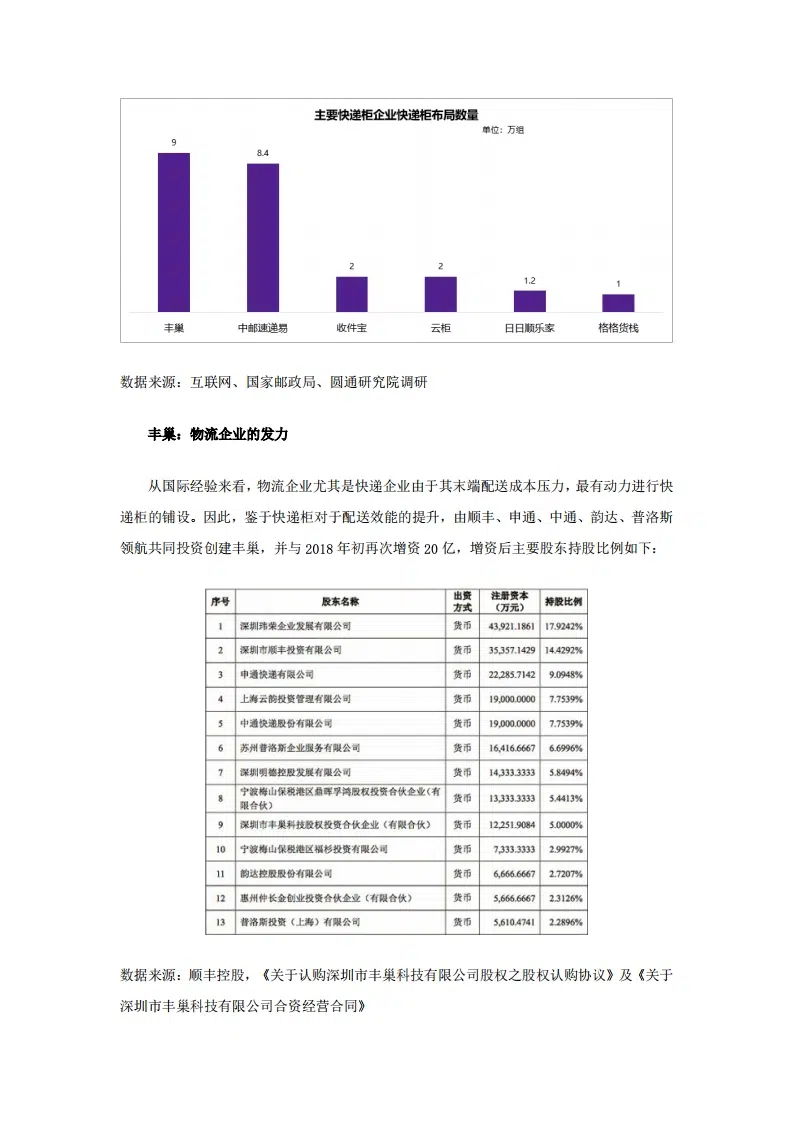 主要快递柜企业快递柜布局数量
单位：万组
9
8.4
2
2
1.2
1
丰巢
中邮速递易
收件宝
云柜
日日顺乐家
格格货栈
数据来源：互联网、国家邮政局、圆通研究院调研
丰巢：物流企业的发力
从国际经验来看，物流企业尤其是快递企业由于其末端配送成本压力，最有动力进行快
递柜的铺设。因此，鉴于快递柜对于配送效能的提升，由顺丰、申通、中通、韵达、普洛斯
领航共同投资创建丰巢，并与 2018 年初再次增资 20 亿，增资后主要股东持股比例如下：
序号 股东名称 出资方式 注册资本（万元） 持股比例
1 深圳玮荣企业发展有限公司 货币 43,921.1861 17.9242%
2 深圳市顺丰投资有限公司 货币 35,357.1429 14.4292%
3 申通快递有限公司 货币 22,285.7142 9.0948%
4 上海云韵投资管理有限公司 货币 19,000.0000 7.7539%
5 中通快递股份有限公司 货币 19,000.0000 7.7539%
6 苏州普洛斯企业服务有限公司 货币 16,416.6667 6.6996%
7 深圳明德控股发展有限公司 货币 14,333.3333 5.8494%
8 宁波梅山保税港区鼎晖孚鸿股权投资合伙企业（有限合伙） 货币 13,333.3333 5.4413%
9 深圳市丰巢科技股权投资合伙企业（有限合伙） 货币 12,251.9084 5.0000%
10 宁波梅山保税港区福杉投资有限公司 货币 7,333.3333 2.9927%
11 韵达控股股份有限公司 货币 6,666.6667 2.7207%
12 惠州仲长金创业投资合伙企业（有限合伙） 货币 5,666.6667 2.3126%
13 普洛斯投资（上海）有限公司 货币 5,610.4741 2.2896%
数据来源：顺丰控股，《关于认购深圳市丰巢科技有限公司股权之股权认购协议》及《关于
深圳市丰巢科技有限公司合资经营合同》